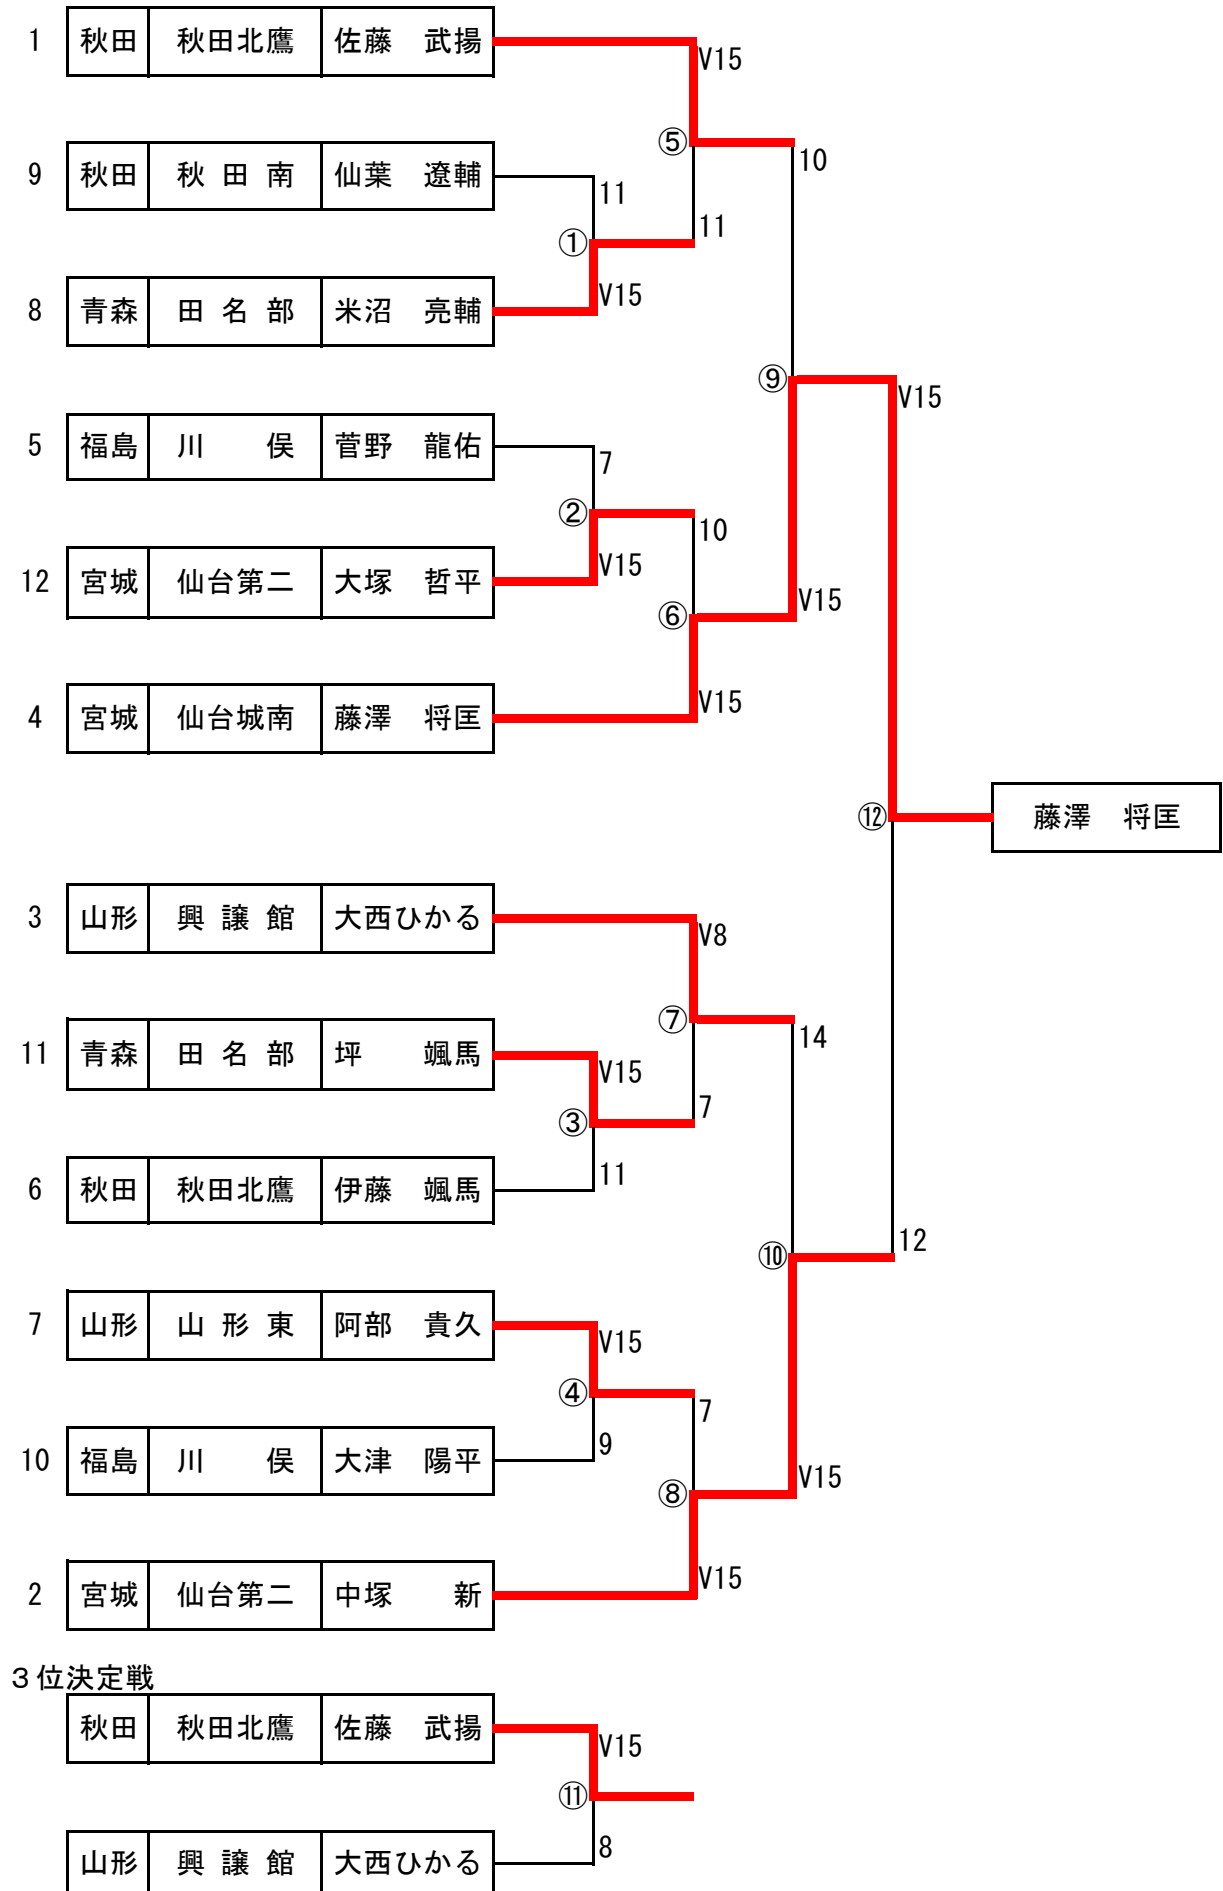 1 秋田 秋田北鷹 佐藤 武揚
V15
⑤
10
9 秋田 秋田南 仙葉 遼輔
11
①
11
8 青森 田名部 米沼 亮輔
V15
⑨
V15
5 福島 川俣 菅野 龍佑
7
②
10
12 宮城 仙台第二 大塚 哲平
V15
⑥
V15
4 宮城 仙台城南 藤澤 将匡
V15
⑫
藤澤 将匡
3 山形 興譲館 大西ひかる
V8
⑦
14
11 青森 田名部 坪 颯馬
V15
③
7
6 秋田 秋田北鷹 伊藤 颯馬
11
⑩
12
7 山形 山形東 阿部 貴久
V15
④
7
10 福島 川俣 大津 陽平
9
⑧
V15
2 宮城 仙台第二 中塚 新
V15
３位決定戦
秋田 秋田北鷹 佐藤 武揚
V15
⑪
山形 興譲館 大西ひかる
8